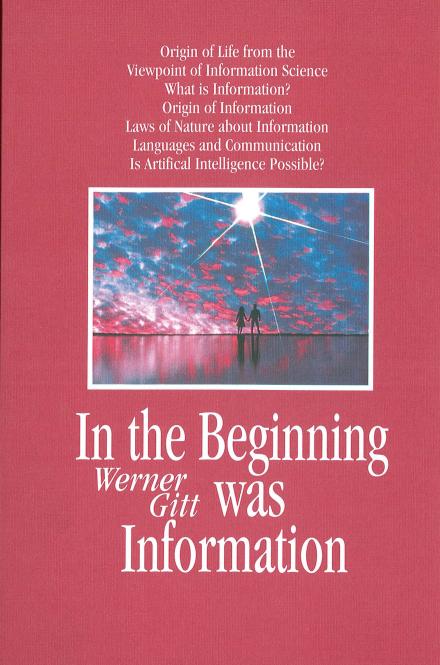 Origin of Life from the
Viewpoint of Information Science
What is Information?
Origin of Information
Laws of Nature about Information
Languages and Communication
Is Artifical Intelligence Possible?
In the Beginning
Werner
Gitt was
Information